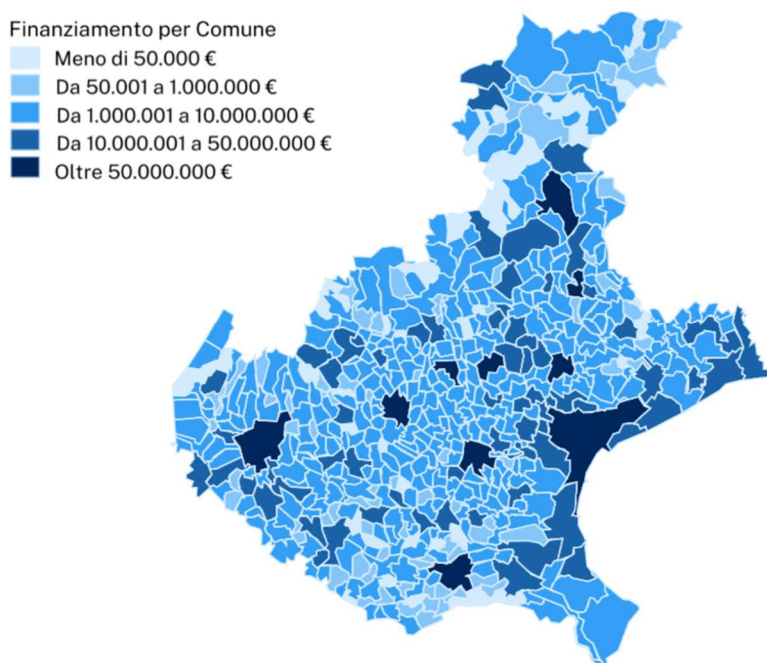 Finanziamento per Comune
Meno di 50.000 €
Da 50.001 a 1.000.000 €
Da 1.000.001 a 10.000.000 €
Da 10.000.001 a 50.000.000 €
Oltre 50.000.000 €